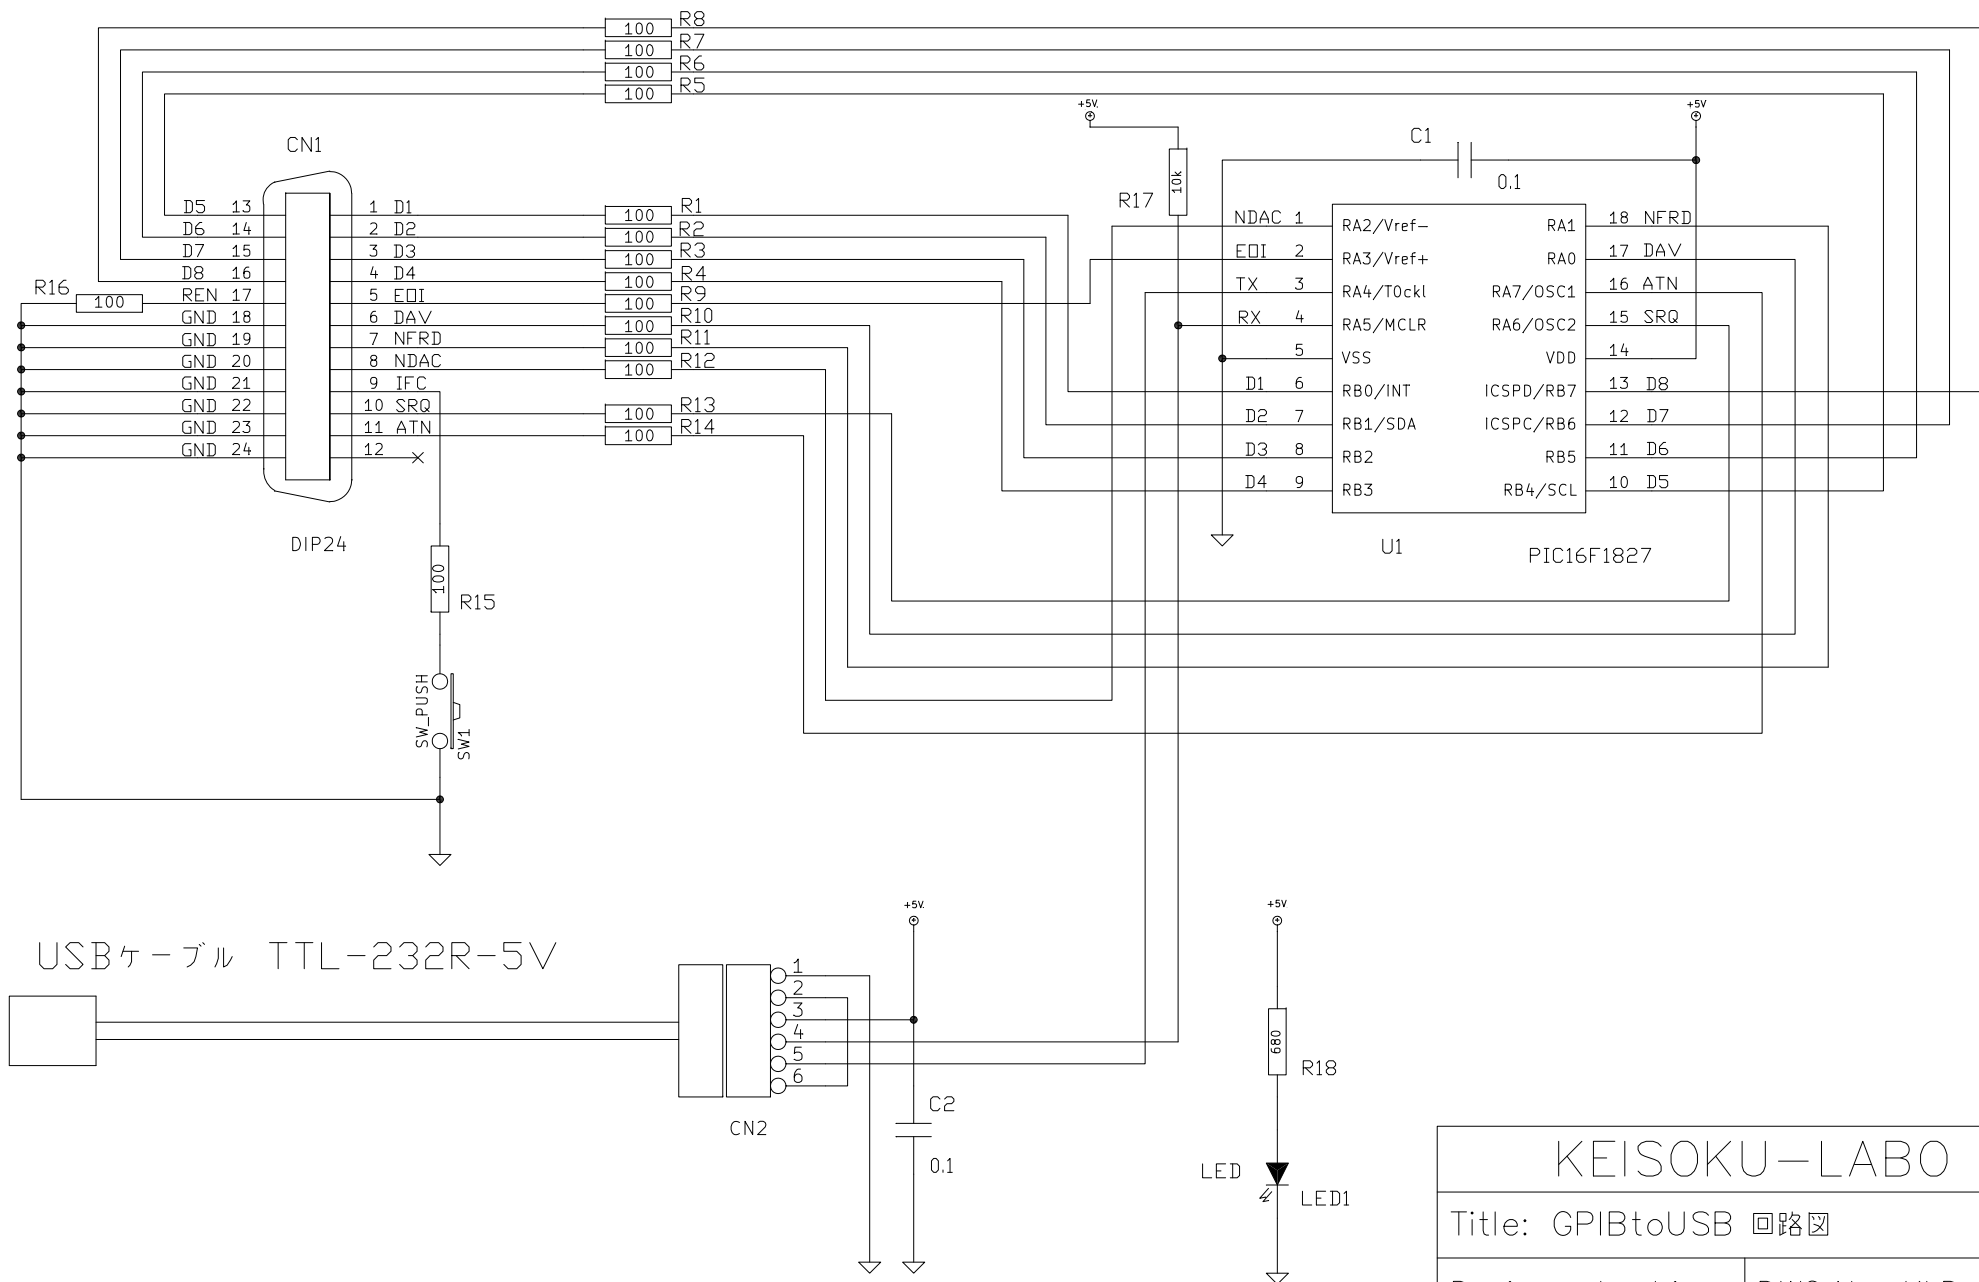 100 R8
100 R7
100 R6
100 R5
+5V.
+5V
CN1
C1
0.1
R17
10k
D5 13
D6 14
D7 15
D8 16
REN 17
GND 18
GND 19
GND 20
GND 21
GND 22
GND 23
GND 24
R16
100
1 D1
2 D2
3 D3
4 D4
5 EOI
6 DAV
7 NFRD
8 NDAC
9 IFC
10 SRQ
11 ATN
12
100 R1
100 R2
100 R3
100 R4
100 R9
100 R10
100 R11
100 R12
100 R13
100 R14
DIP24
100
R15
SW_PUSH
SW1
NDAC 1 RA2/Vref-
EOI 2 RA3/Vref+
TX 3 RA4/T0ckl
RX 4 RA5/MCLR
5 VSS
D1 6 RB0/INT
D2 7 RB1/SDA
D3 8 RB2
D4 9 RB3
RA1 18 NFRD
RA0 17 DAV
RA7/OSC1 16 ATN
RA6/OSC2 15 SRQ
VDD 14
ICSPD/RB7 13 D8
ICSPC/RB6 12 D7
RB5 11 D6
RB4/SCL 10 D5
U1
PIC16F1827
USBケーブル TTL-232R-5V
1
2
3
4
5
6
CN2
+5V.
C2
0.1
+5V
680
R18
LED
LED1
KEISOKU-LABO
Title: GPIBtoUSB 回路図